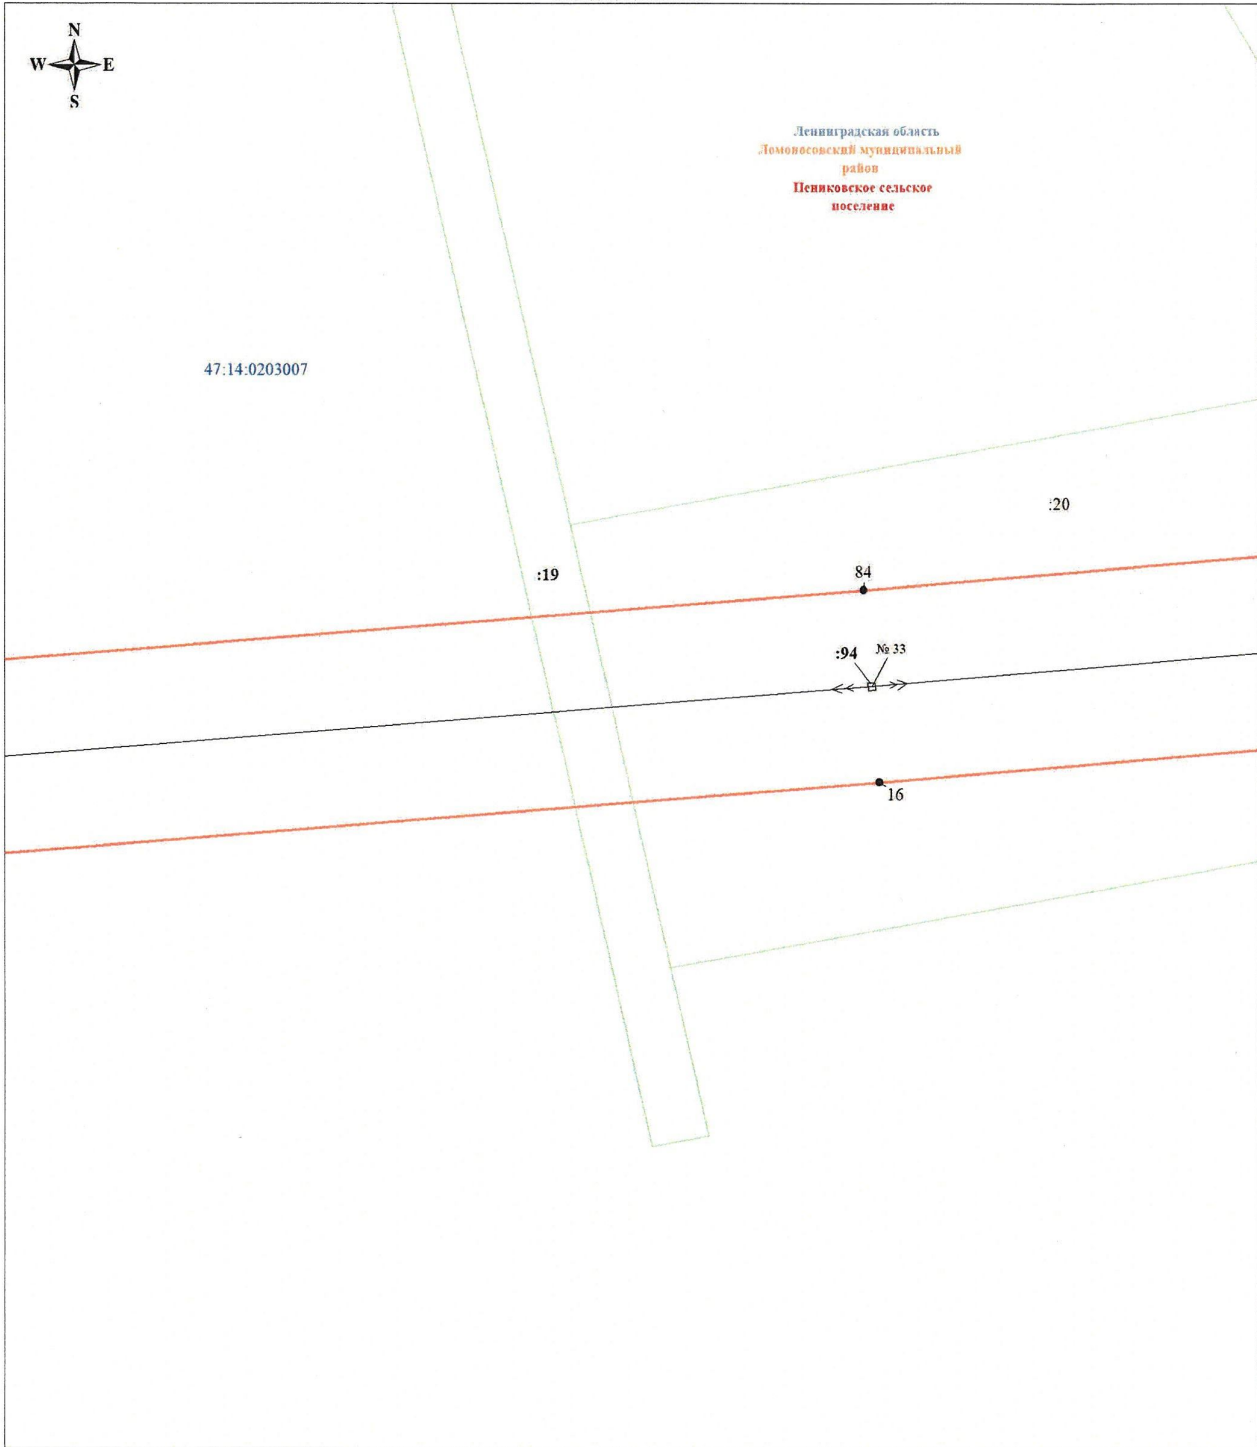 N
W E
S
Ленинградская область
Ломоносовский муниципальный
район
Пениковское сельское
поселение
47:14:0203007
:20
:19
84
:94 № 33
16